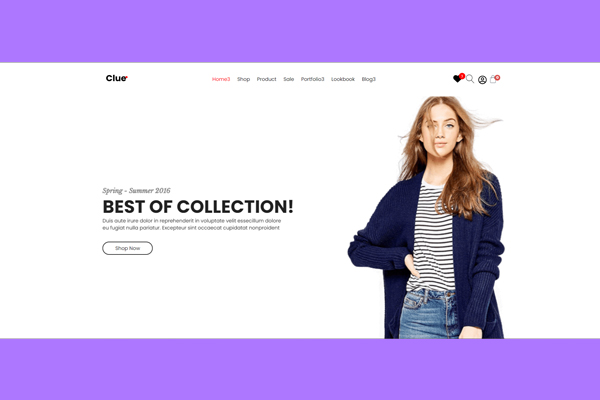 Clue
Home3 Shop Product Sale Portfolio3 Lookbook Blog3
Spring - Summer 2016
BEST OF COLLECTION!
Duis aute irure dolor in reprehenderit in voluptate velit essecillum dolore
eu fugiat nulla pariatur. Excepteur sint occaecat cupidatat nonproident
Shop Now